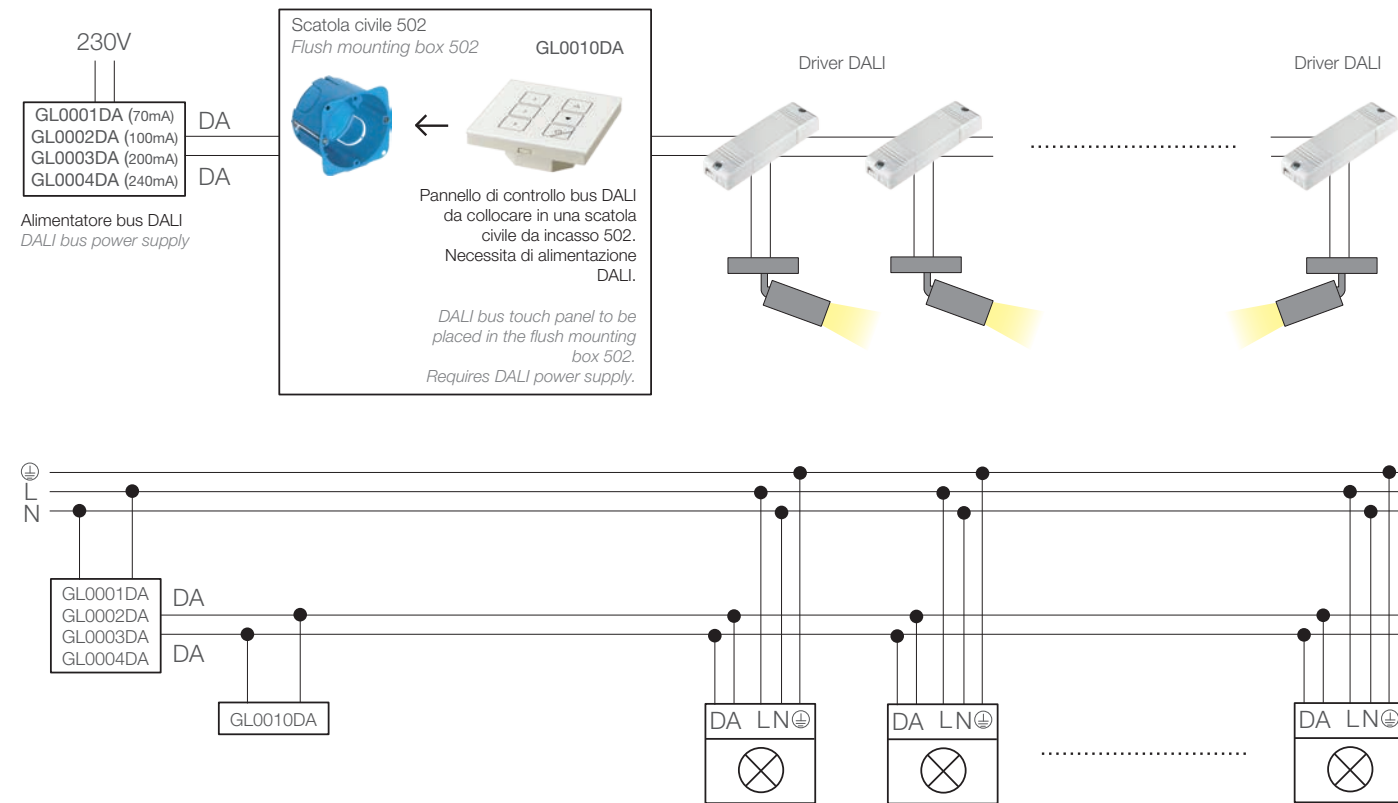 230V
GL0001DA (70mA)
GL0002DA (100mA)
GL0003DA (200mA)
GL0004DA (240mA)
DA
DA
Alimentatore bus DALI
DALI bus power supply
Scatola civile 502
Flush mounting box 502
GL0010DA
Pannello di controllo bus DALI
da collocare in una scatola
civile da incasso 502.
Necessita di alimentazione
DALI.
DALI bus touch panel to be
placed in the flush mounting
box 502.
Requires DALI power supply.
Driver DALI
Driver DALI
L
N
GL0001DA
GL0002DA
GL0003DA
GL0004DA
DA
DA
GL0010DA
DA LN
DA LN
DA LN